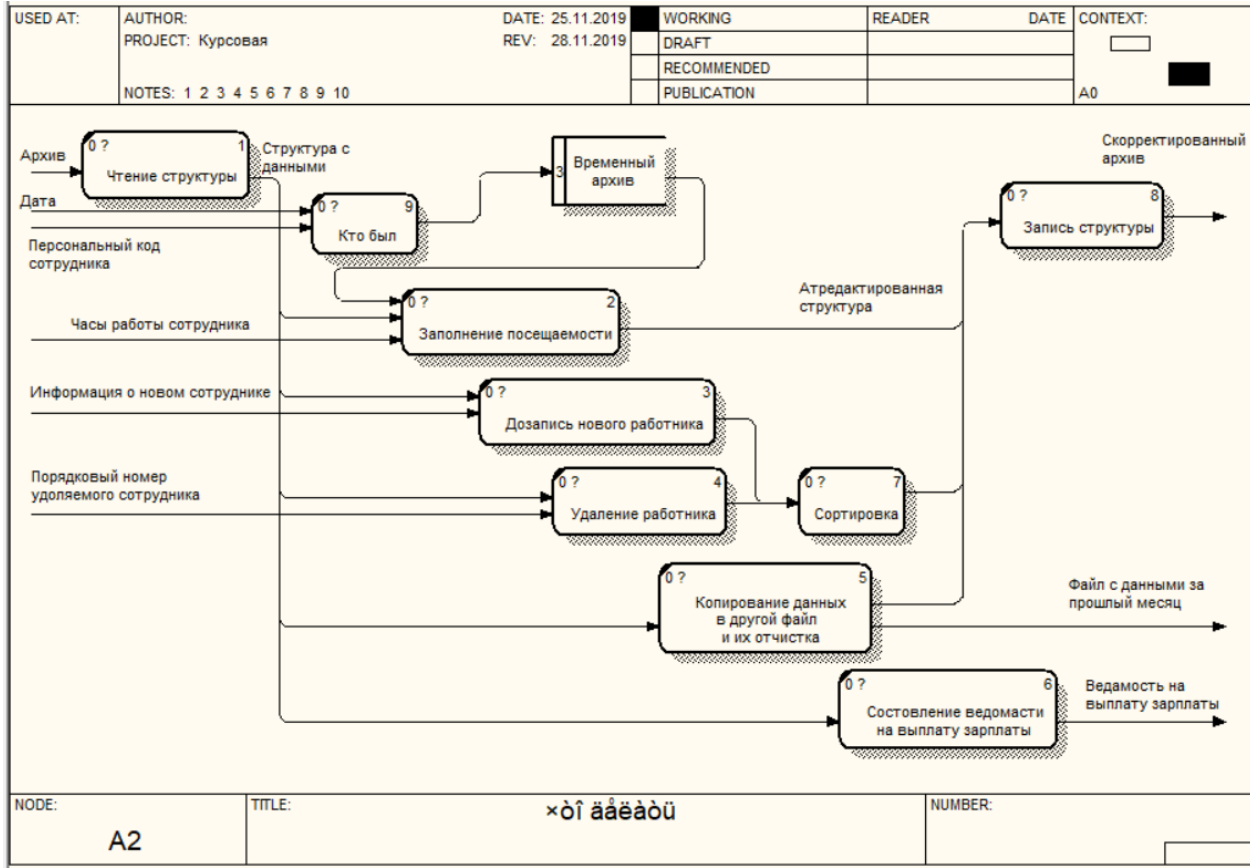 USED AT:
AUTHOR:
DATE: 25.11.2019
WORKING
READER
DATE
CONTEXT:
PROJECT: Курсовая
REV: 28.11.2019
DRAFT
RECOMMENDED
NOTES: 1 2 3 4 5 6 7 8 9 10
PUBLICATION
A0
Архив
0 ?
1
Чтение структуры
Структура с
данными
3
Временный
архив
Скорректированный
архив
Дата
0 ?
9
Кто был
0 ?
8
Запись структуры
Персональный код
сотрудника
0 ?
2
Заполнение посещаемости
Атредактированная
структура
Часы работы сотрудника
Информация о новом сотруднике
0 ?
3
Дозапись нового работника
Порядковый номер
удоляемого сотрудника
0 ?
4
Удаление работника
0 ?
7
Сортировка
0 ?
5
Копирование данных
в другой файл
и их отчистка
Файл с данными за
прошлый месяц
0 ?
6
Состовление ведомасти
на выплату зарплаты
Ведамость на
выплату зарплаты
NODE:
TITLE:
NUMBER:
A2
×òî äåëàòü